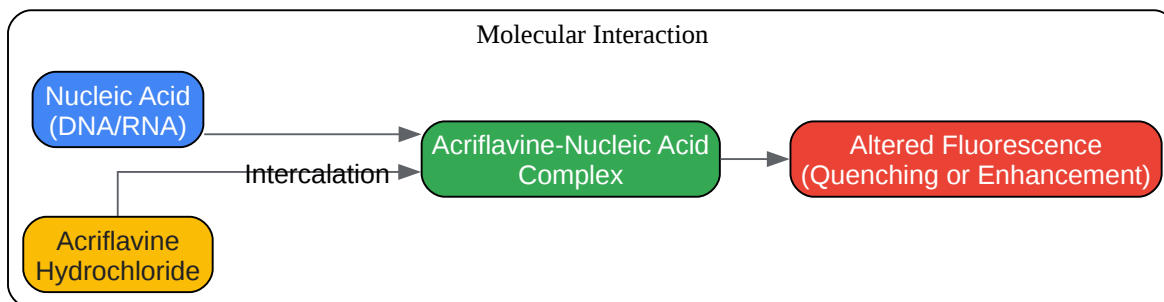 Molecular Interaction
Nucleic Acid
(DNA/RNA)
Intercalation
Acriflavine
Hydrochloride
Acriflavine-Nucleic Acid
Complex
Altered Fluorescence
(Quenching or Enhancement)